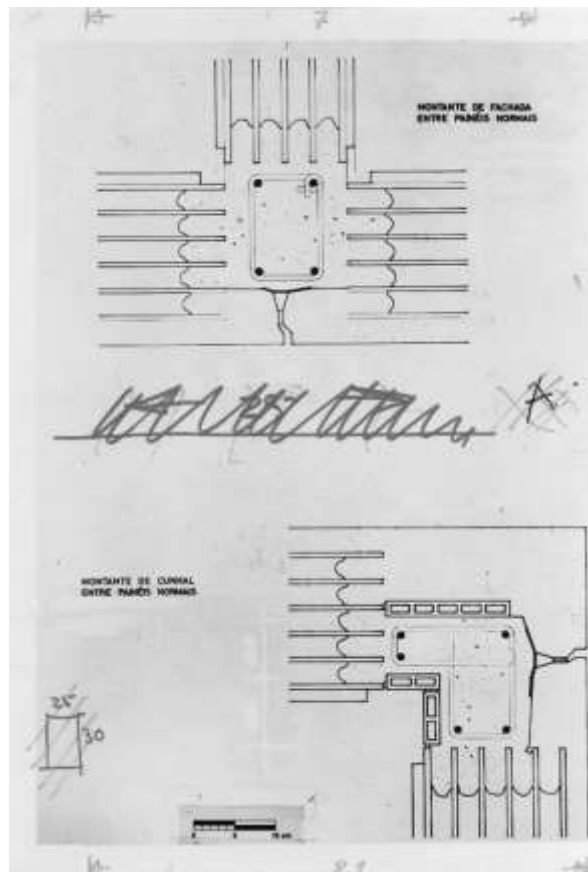 MONTANTE DE FACHADA
ENTRE PAINÉIS NORMAIS
A
MONTANTE DE CUNHAL
ENTRE PAINÉIS NORMAIS
25
30